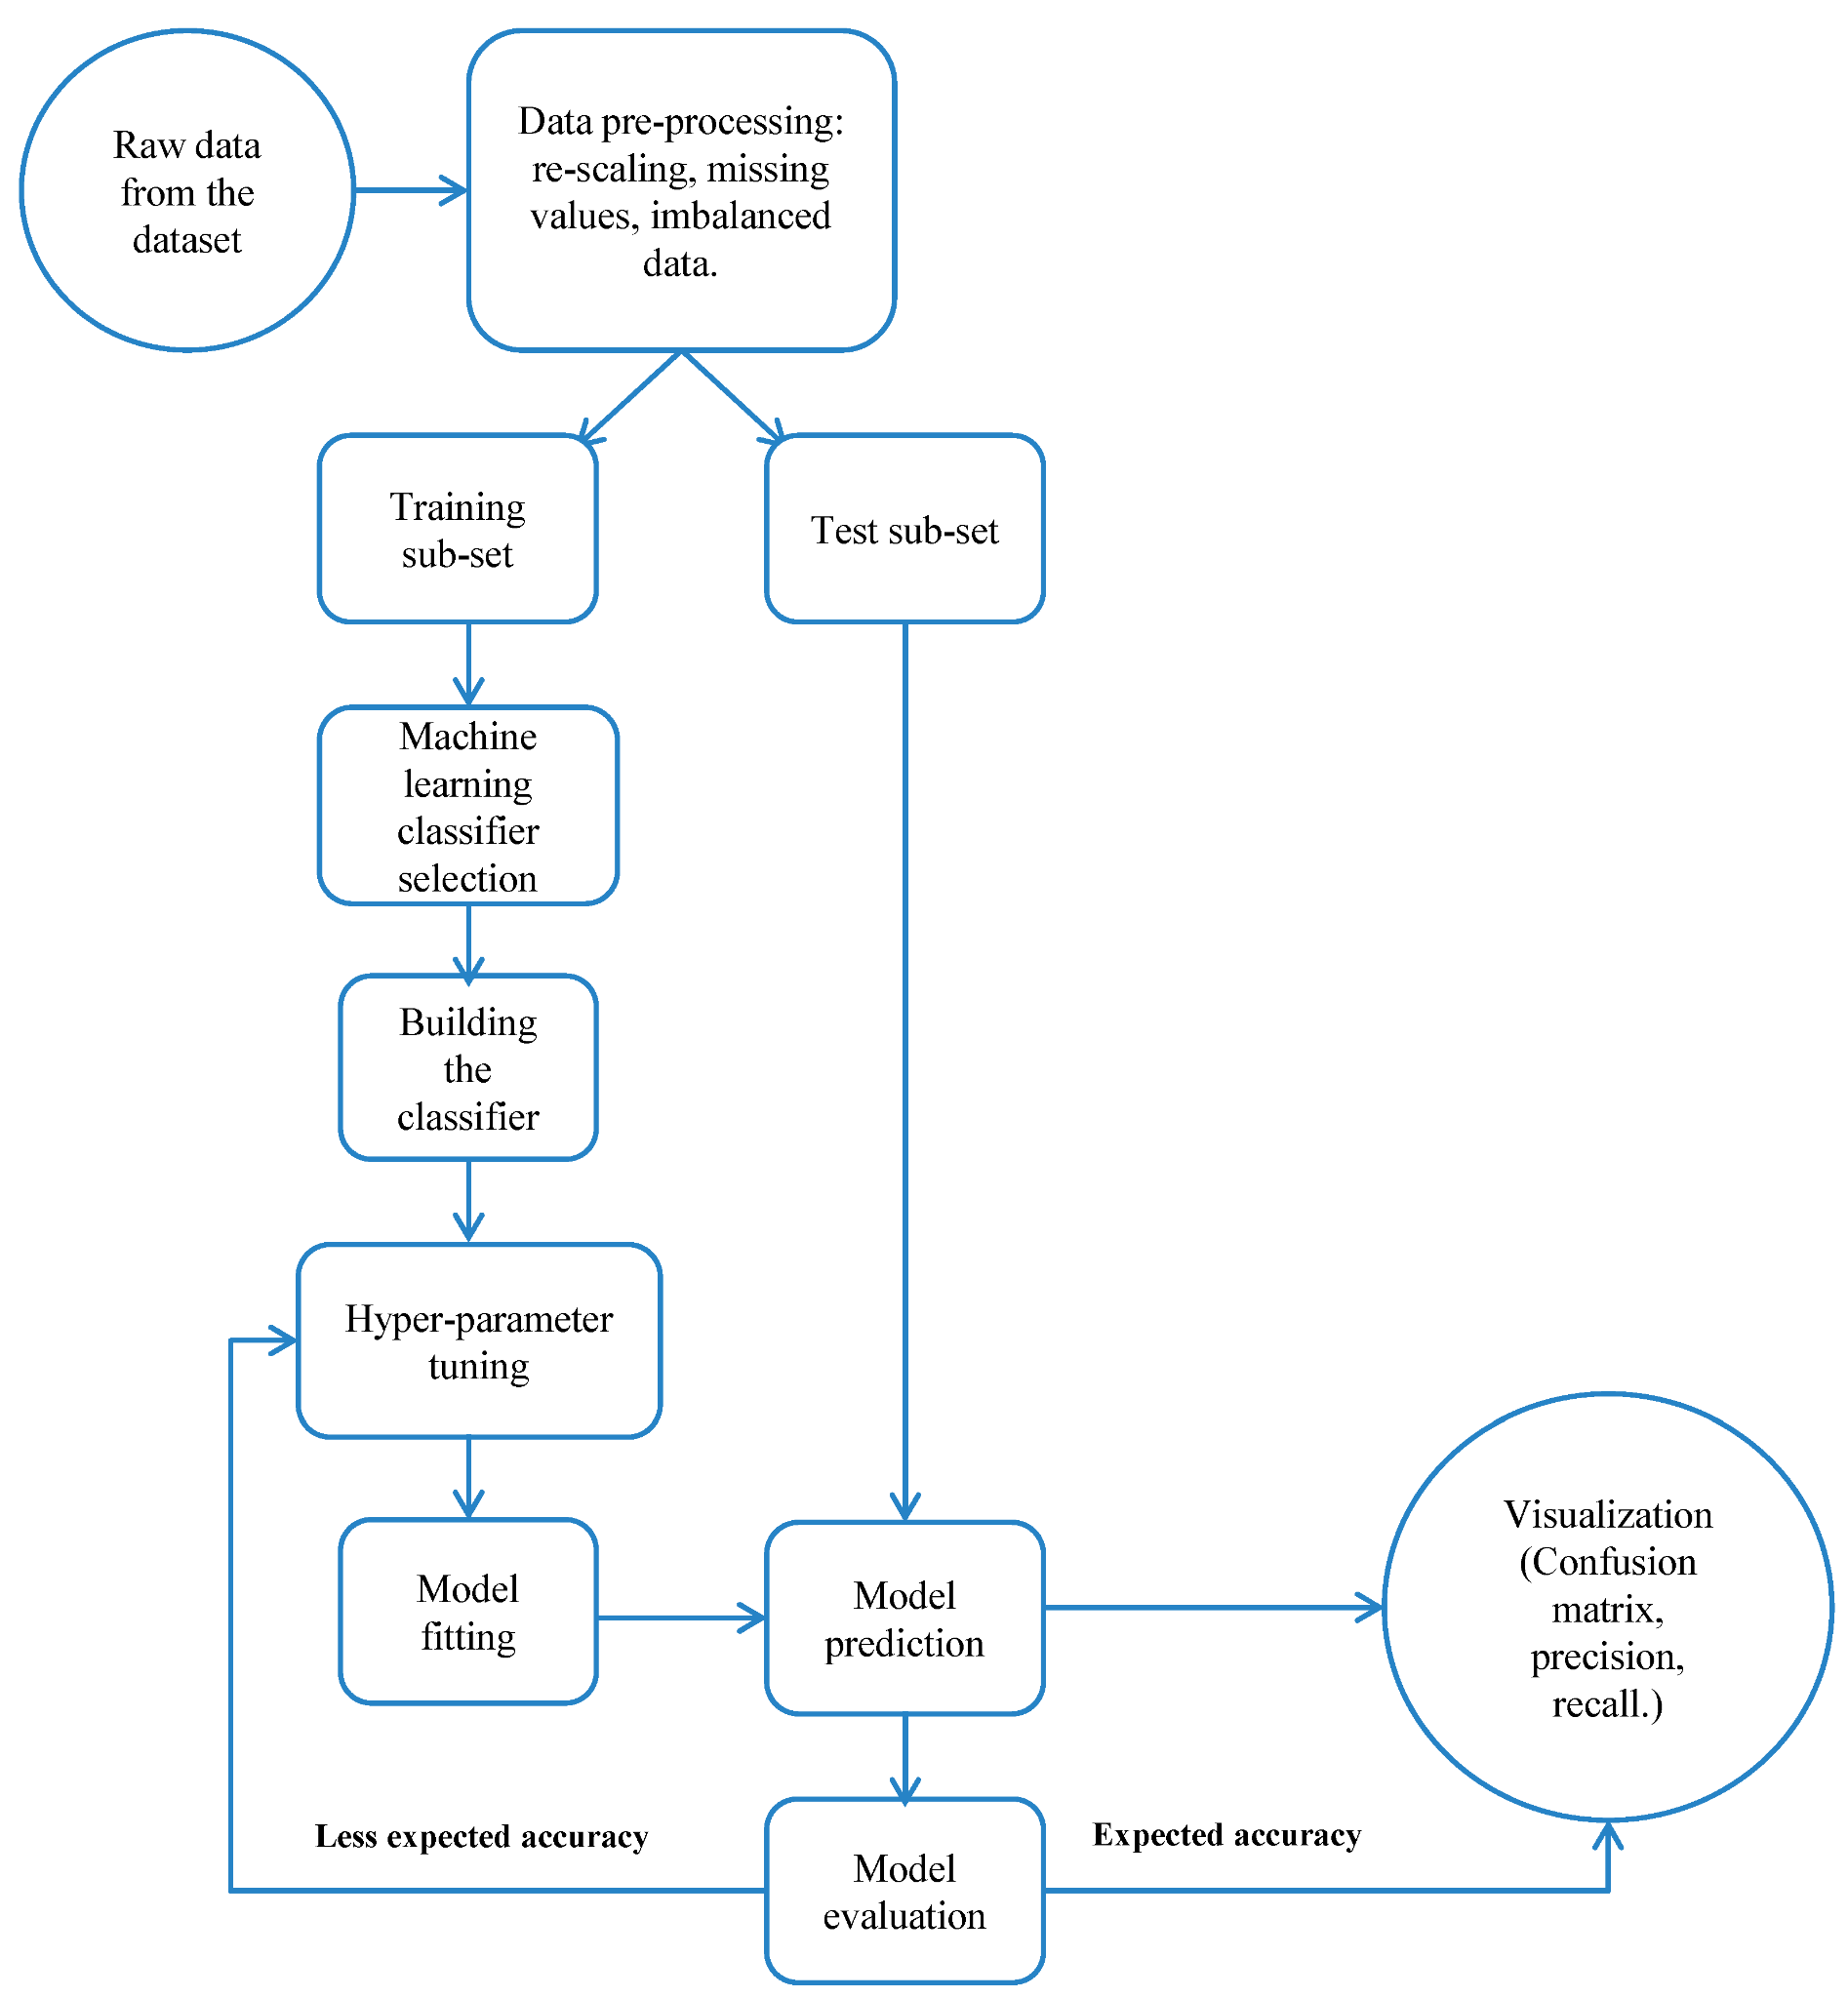 Raw data
from the
dataset
Data pre-processing:
re-scaling, missing
values, imbalanced
data.
Training
sub-set
Test sub-set
Machine
learning
classifier
selection
Building
the
classifier
Hyper-parameter
tuning
Model
fitting
Model
prediction
Visualization
(Confusion
matrix,
precision,
recall.)
Less expected accuracy
Expected accuracy
Model
evaluation